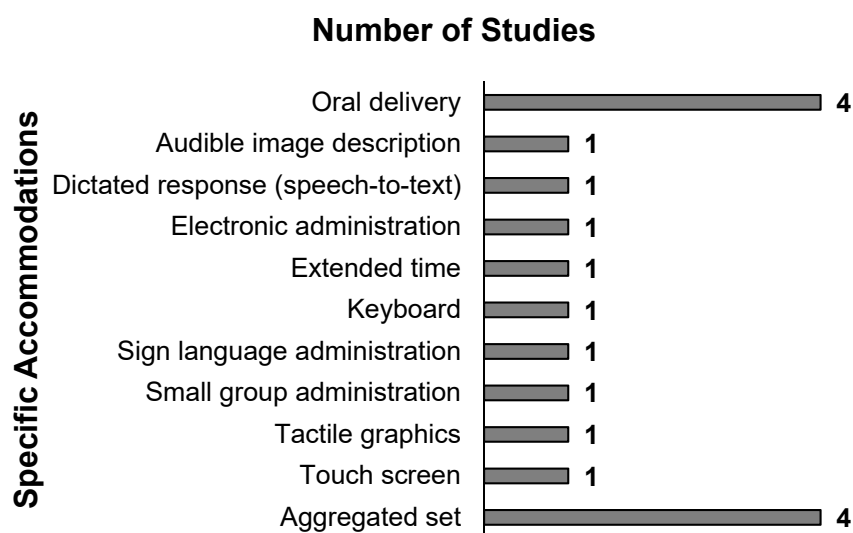 Number of Studies
Specific Accommodations
Oral delivery 4
Audible image description 1
Dictated response (speech-to-text) 1
Electronic administration 1
Extended time 1
Keyboard 1
Sign language administration 1
Small group administration 1
Tactile graphics 1
Touch screen 1
Aggregated set 4